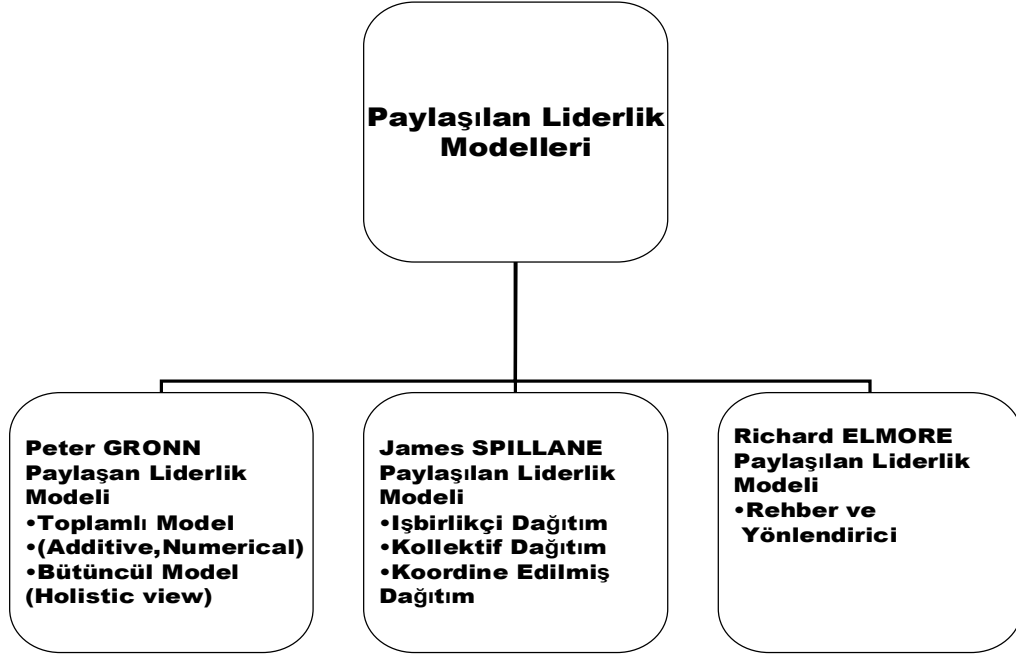 Paylaşılan Liderlik
Modelleri
Peter GRONN
Paylaşan Liderlik
Modeli
•Toplamlı Model
•(Additive,Numerical)
•Bütüncül Model
(Holistic view)
James SPILLANE
Paylaşılan Liderlik
Modeli
•Işbirlikçi Dağıtım
•Kollektif Dağıtım
•Koordine Edilmiş
Dağıtım
Richard ELMORE
Paylaşılan Liderlik
Modeli
•Rehber ve
Yönlendirici